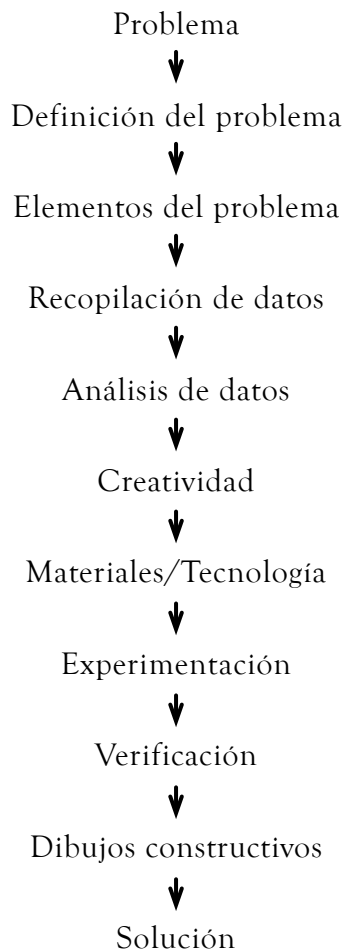 Problema
Definición del problema
Elementos del problema
Recopilación de datos
Análisis de datos
Creatividad
Materiales/Tecnología
Experimentación
Verificación
Dibujos constructivos
Solución